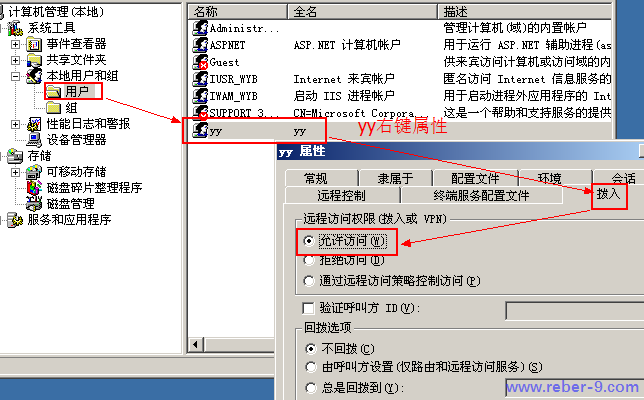 计算机管理(本地)
系统工具
事件查看器
共享文件夹
本地用户和组
用户
组
性能日志和警报
设备管理器
存储
可移动存储
磁盘碎片整理程序
磁盘管理
服务和应用程序
名称 全名 描述
Administr... 管理计算机(域)的内置帐户
ASPNET ASP.NET 计算机帐户 用于运行 ASP.NET 辅助进程(as
Guest 供来宾访问计算机或访问域的内
IUSR_WYB Internet 来宾帐户 匿名访问 Internet 信息服务的
IWAM_WYB 启动 IIS 进程帐户 用于启动进程外应用程序的 Int
SUPPORT_3... CN=Microsoft Corpora... 这是一个帮助和支持服务的提供
yy yy
yy右键属性
yy 属性
常规 隶属于 配置文件 环境 会话
远程控制 终端服务配置文件 拨入
远程访问权限(拨入或 VPN)
允许访问(W)
拒绝访问(D)
通过远程访问策略控制访问(P)
验证呼叫方 ID(V):
回拨选项
不回拨(C)
由呼叫方设置(仅路由和远程访问服务)(S)
总是回拨到(Y):
www.reber-9.com